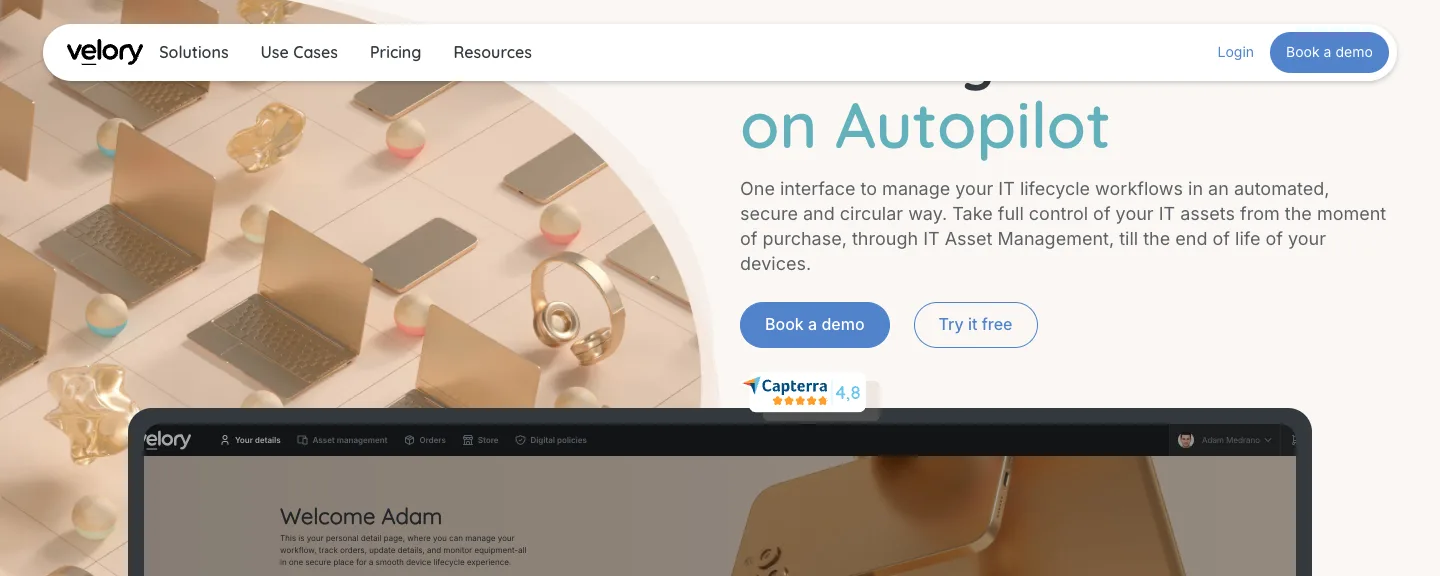 velory Solutions Use Cases Pricing Resources Login Book a demo
on Autopilot
One interface to manage your IT lifecycle workflows in an automated,
secure and circular way. Take full control of your IT assets from the moment
of purchase, through IT Asset Management, till the end of life of your
devices.
Book a demo Try it free
Capterra 4,8
velory Your details Asset management Orders Store Digital policies Adam Medrano
Welcome Adam
This is your personal detail page, where you can manage your
workflow, track orders, update details, and monitor equipment-all
in one secure place for a smooth device lifecycle experience.